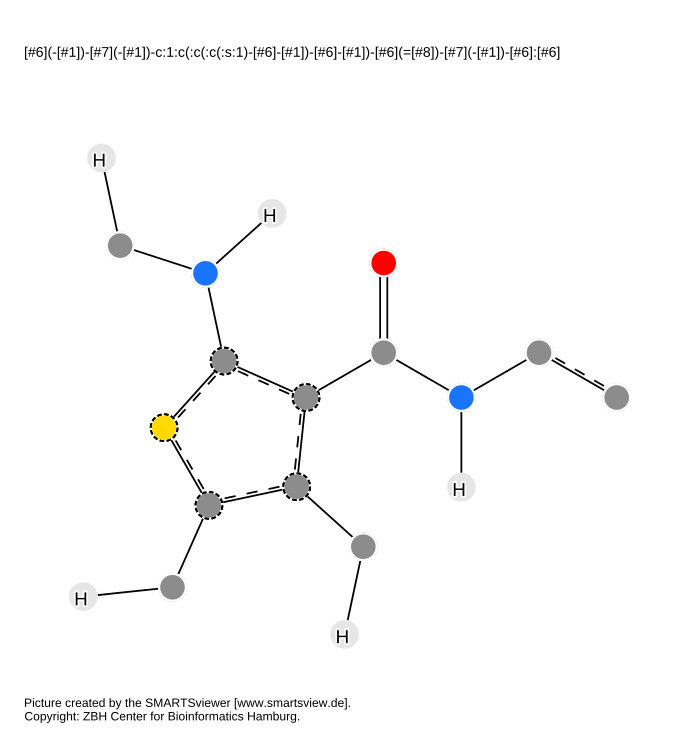 [#6](-[#1])-[#7](-[#1])-c:1:c(:c(:c(:s:1)-[#6]-[#1])-[#6]-[#1])-[#6](=[#8])-[#7](-[#1])-[#6]:[#6]
H
H
H
H
H
Picture created by the SMARTSviewer [www.smartsview.de].
Copyright: ZBH Center for Bioinformatics Hamburg.